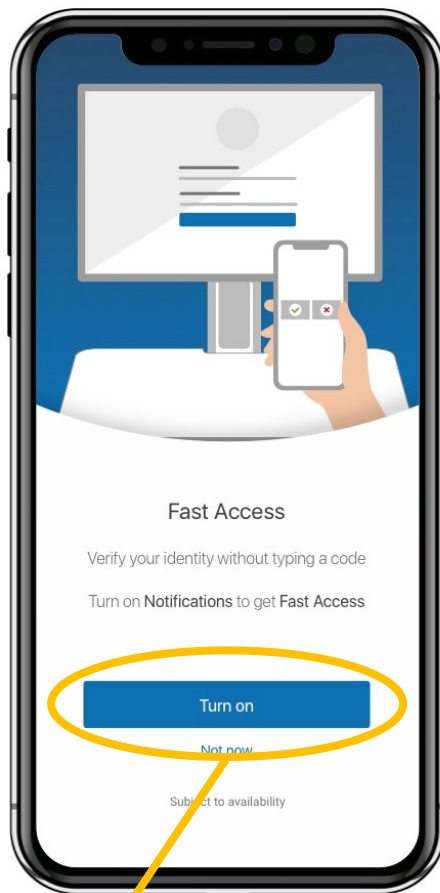 Fast Access
Verify your identity without typing a code
Turn on Notifications to get Fast Access
Turn on
Not now
Subject to availability